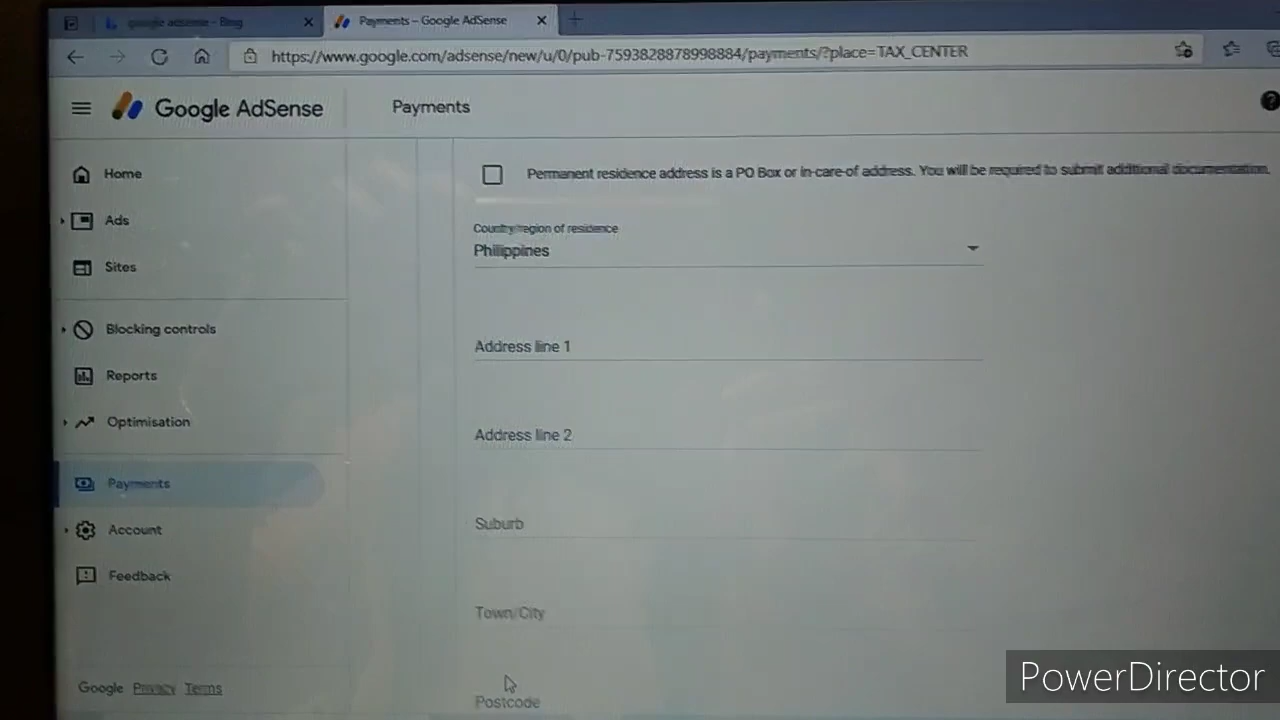 google adsense - Bing
Payments – Google AdSense
https://www.google.com/adsense/new/u/0/pub-7593828878998884/payments/?place=TAX_CENTER
Google AdSense
Payments
Home
Ads
Sites
Blocking controls
Reports
Optimisation
Payments
Account
Feedback
Google Privacy Terms
Permanent residence address is a PO Box or in-care-of address. You will be required to submit additional documentation.
Country/region of residence
Philippines
Address line 1
Address line 2
Suburb
Town/City
Postcode
PowerDirector